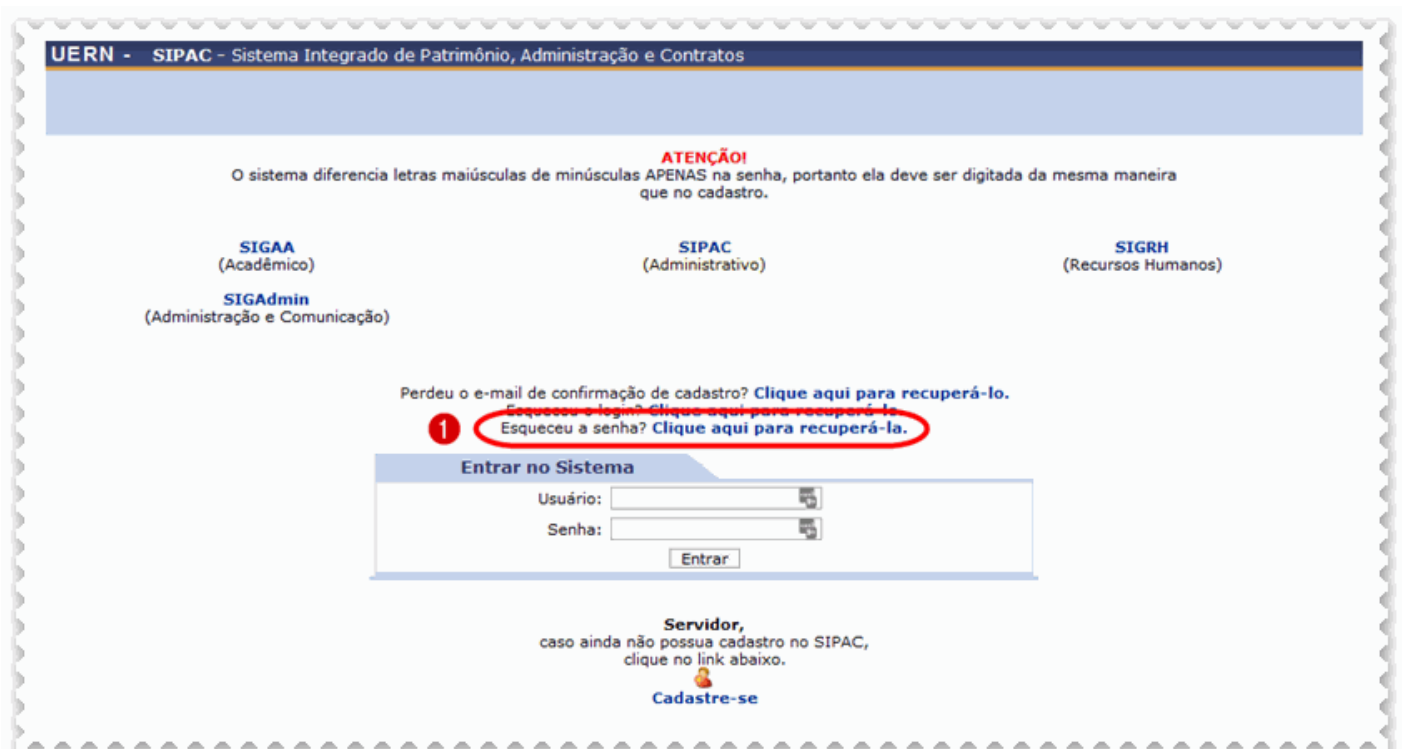 UERN - SIPAC - Sistema Integrado de Patrimônio, Administração e Contratos
ATENÇÃO!
O sistema diferencia letras maiúsculas de minúsculas APENAS na senha, portanto ela deve ser digitada da mesma maneira
que no cadastro.
SIGAA SIPAC SIGRH
(Acadêmico) (Administrativo) (Recursos Humanos)
SIGAdmin
(Administração e Comunicação)
Perdeu o e-mail de confirmação de cadastro? Clique aqui para recuperá-lo.
Esqueceu o login? Clique aqui para recuperá-lo.
1 Esqueceu a senha? Clique aqui para recuperá-la.
Entrar no Sistema
Usuário:
Senha:
Entrar
Servidor,
caso ainda não possua cadastro no SIPAC,
clique no link abaixo.
Cadastre-se